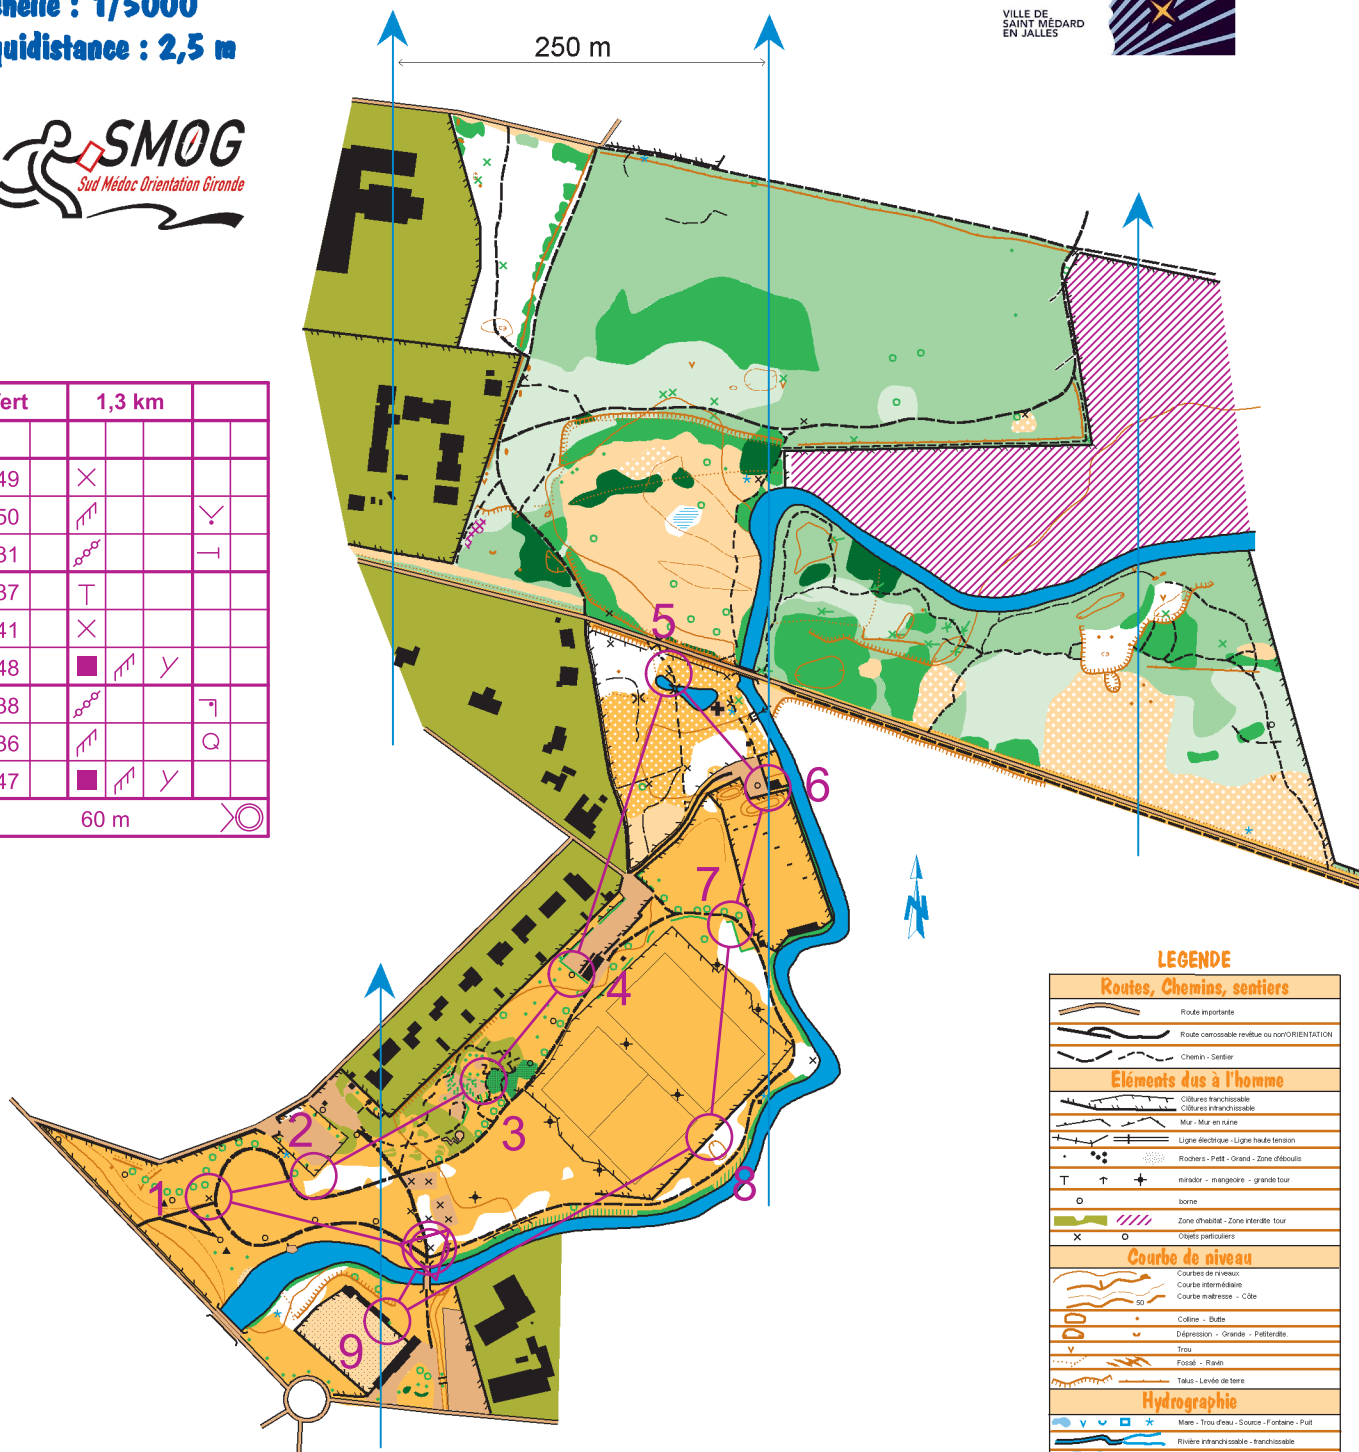 : 1/5000
: 2,5 m
250 m
VILLE DE
SAINT MÉDARD
EN JALLES
SMOG
Sud Médoc Orientation Gironde
1,3 km
49
50
31
37
41
48
38
36
47
60 m
5
6
7
4
3
2
1
8
9
N
LEGENDE
Routes, Chemins, sentiers
Route importante
Route carrossable revêtue ou non'ORIENTATION
Chemin - Sentier
Eléments dus à l'homme
Clôtures franchissable
Clôtures infranchissable
Mur - Mur en ruine
Ligne électrique - Ligne haute tension
Rochers - Petit - Grand - Zone d'éboulis
mirador - mangeoire - grande tour
borne
Zone d'habitat - Zone interdite tour
Objets particuliers
Courbe de niveau
Courbes de niveaux
Courbe intermédiaire
Courbe maitresse - Côte
50
Colline - Butte
Dépression - Grande - Petiterdite.
Trou
Fossé - Ravin
Talus - Levée de terre
Hydrographie
Mare - Trou d'eau - Source - Fontaine - Puit
Rivière infranchissable - franchissable